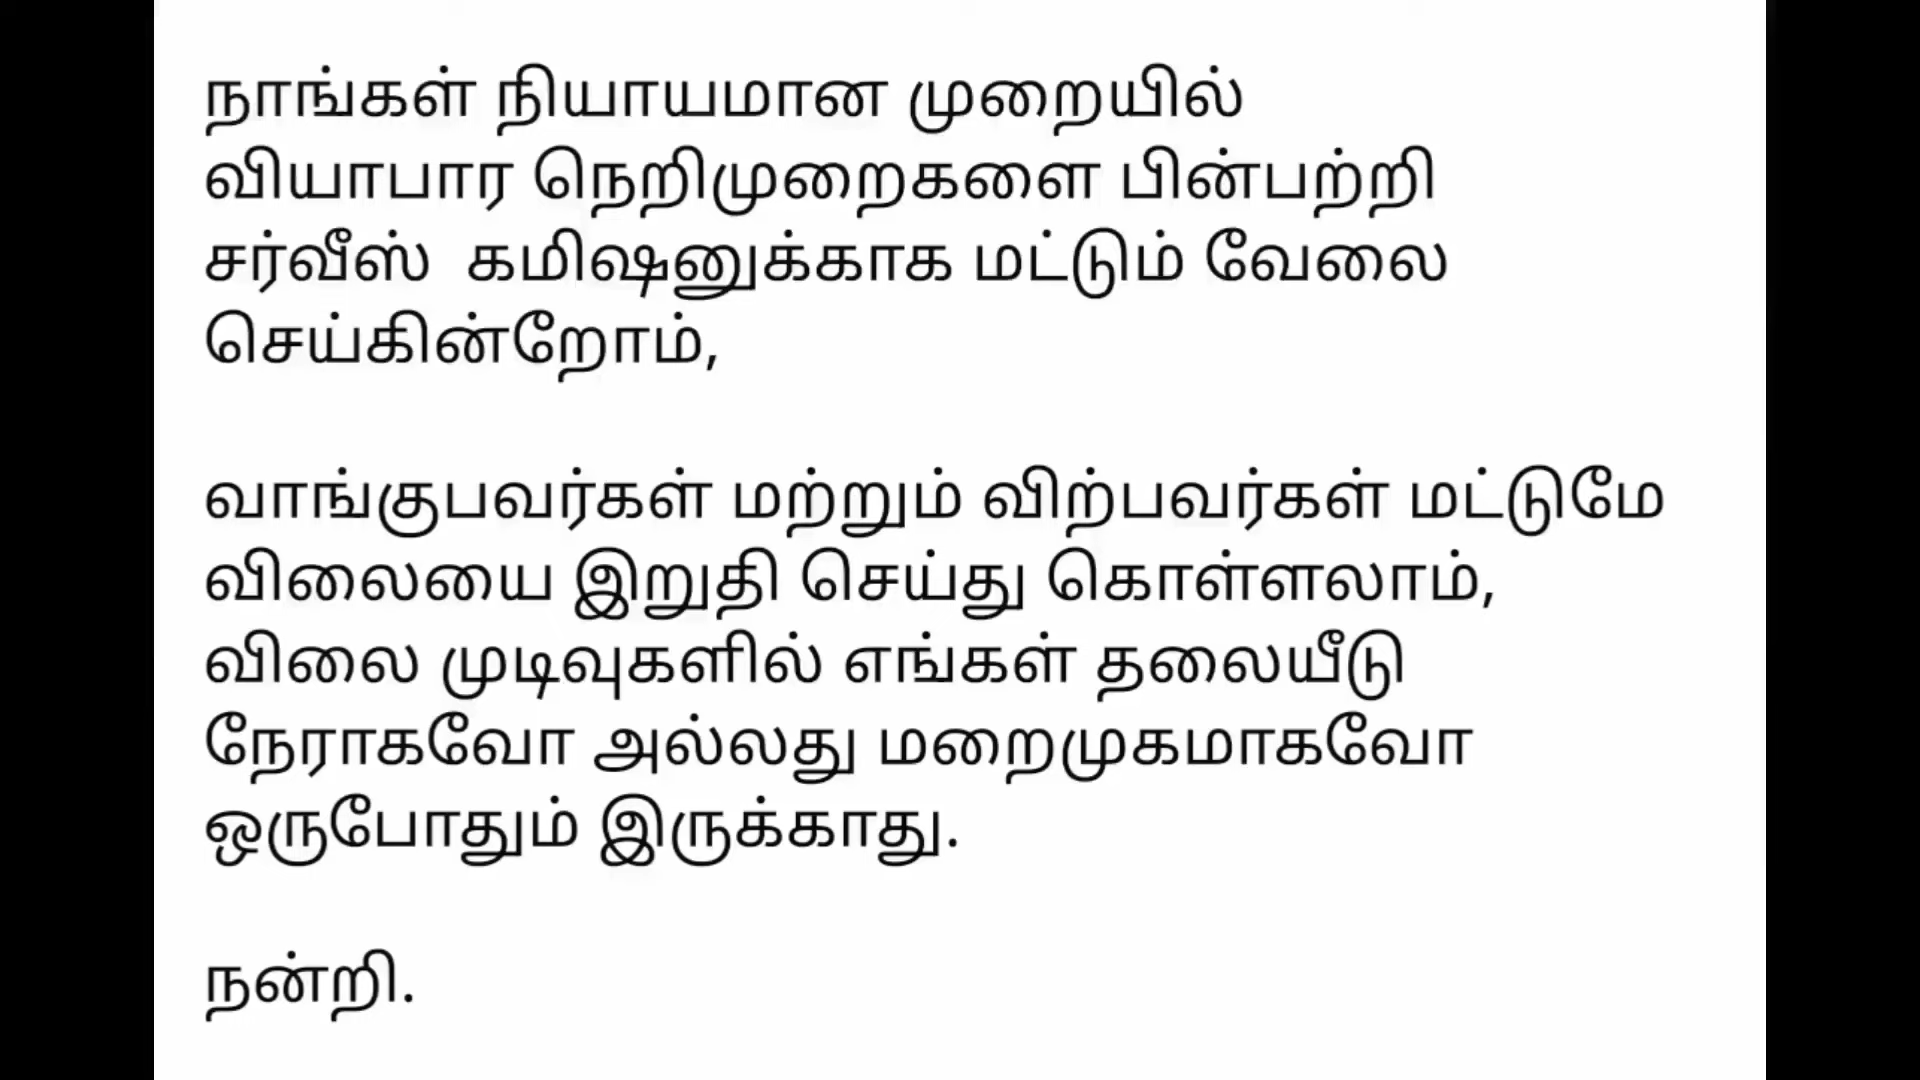 நாங்கள் நியாயமான முறையில்
வியாபார நெறிமுறைகளை பின்பற்றி
சர்வீஸ்  கமிஷனுக்காக மட்டும் வேலை
செய்கின்றோம்,
வாங்குபவர்கள் மற்றும் விற்பவர்கள் மட்டுமே
விலையை இறுதி செய்து கொள்ளலாம்,
விலை முடிவுகளில் எங்கள் தலையீடு
நேராகவோ அல்லது மறைமுகமாகவோ
ஒருபோதும் இருக்காது.
நன்றி.